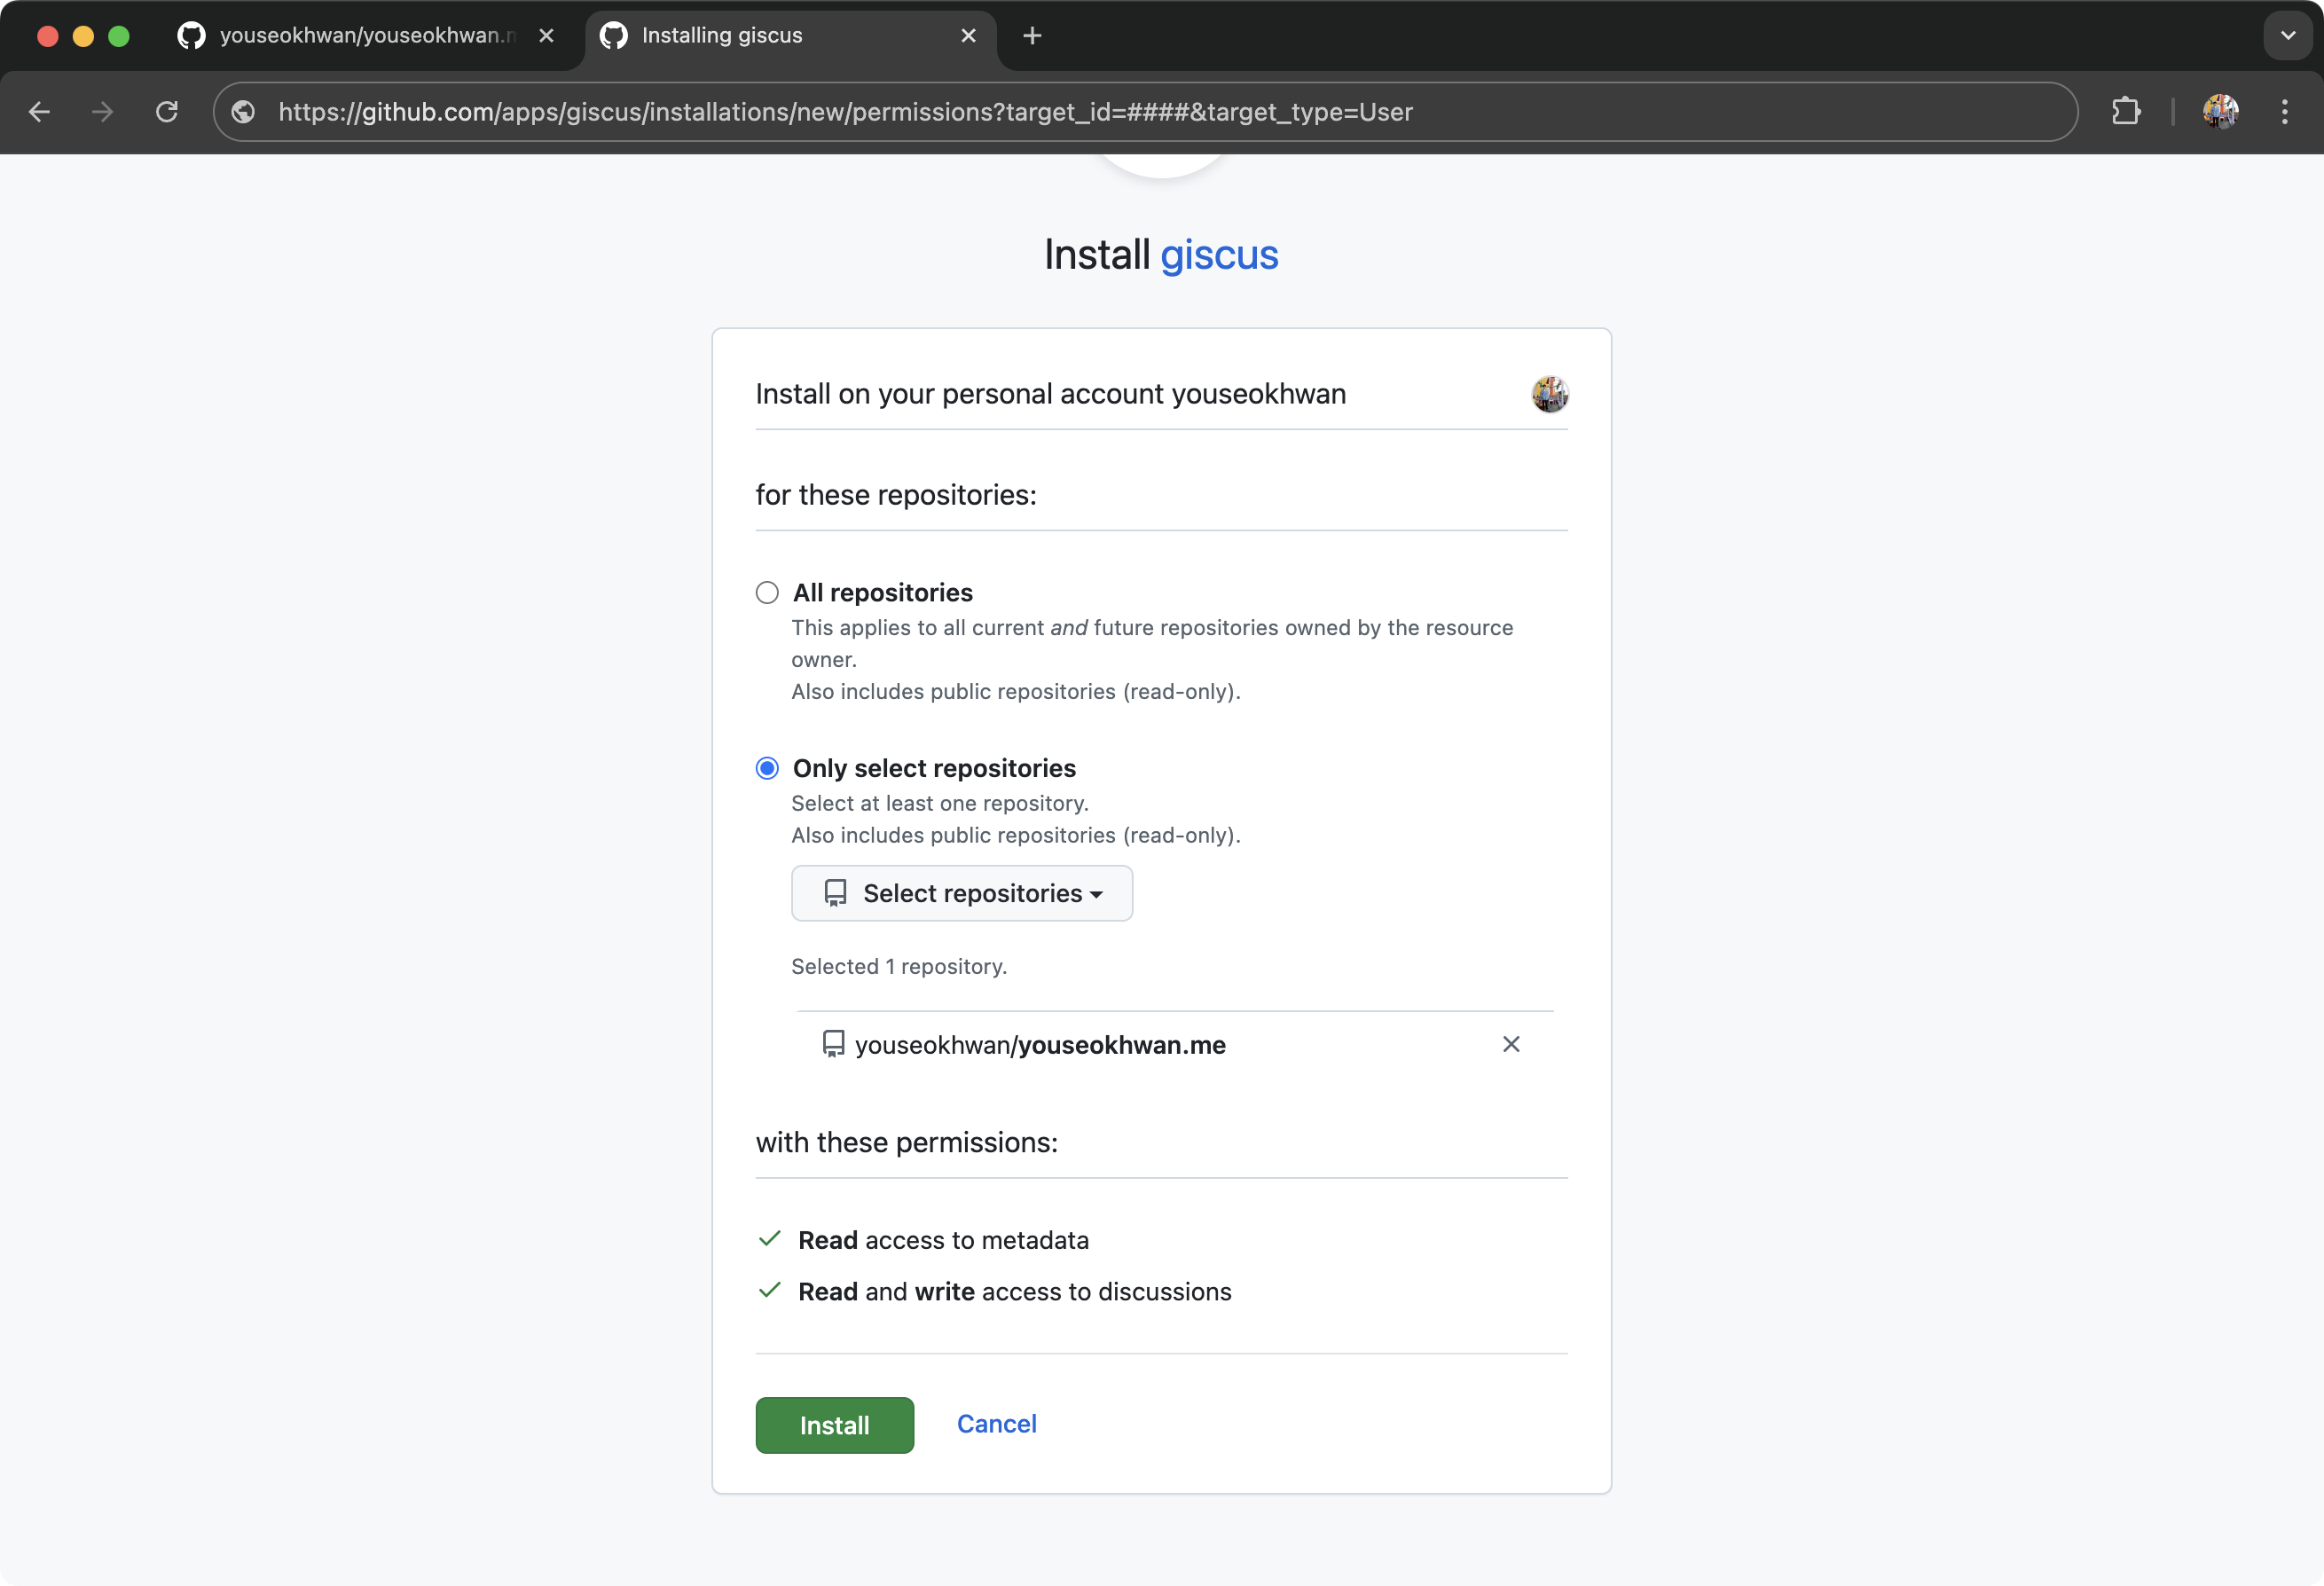 youseokhwan/youseokhwan.m
Installing giscus
https://github.com/apps/giscus/installations/new/permissions?target_id=####&target_type=User
Install giscus
Install on your personal account youseokhwan
for these repositories:
All repositories
This applies to all current and future repositories owned by the resource
owner.
Also includes public repositories (read-only).
Only select repositories
Select at least one repository.
Also includes public repositories (read-only).
Select repositories
Selected 1 repository.
youseokhwan/youseokhwan.me
with these permissions:
Read access to metadata
Read and write access to discussions
Install
Cancel